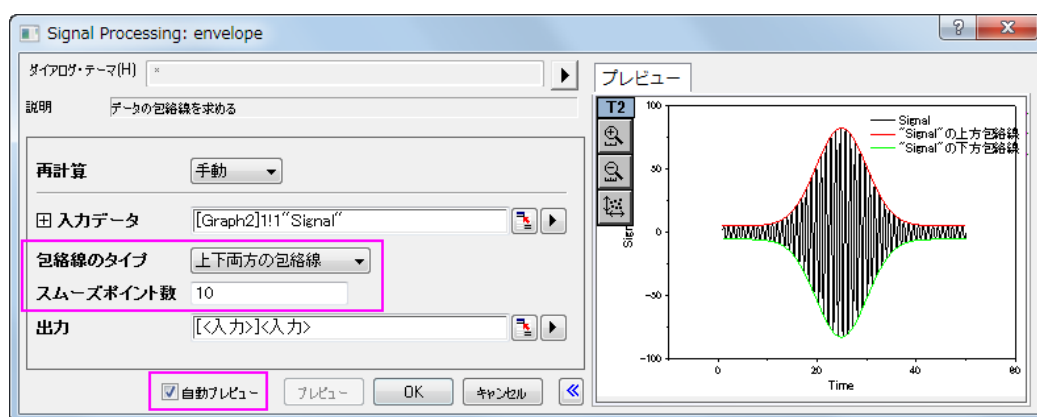 Signal Processing: envelope
ダイアログ・テーマ(H) *
説明 データの包絡線を求める
再計算 手動
入力データ [Graph2]1!1"Signal"
包絡線のタイプ 上下両方の包絡線
スムーズポイント数 10
出力 [<入力>]<入力>
自動プレビュー プレビュー OK キャンセル
プレビュー
T2
Signal
"Signal"の上方包絡線
"Signal"の下方包絡線
100
50
0
-50
-100
Sign
0 20 40 60
Time